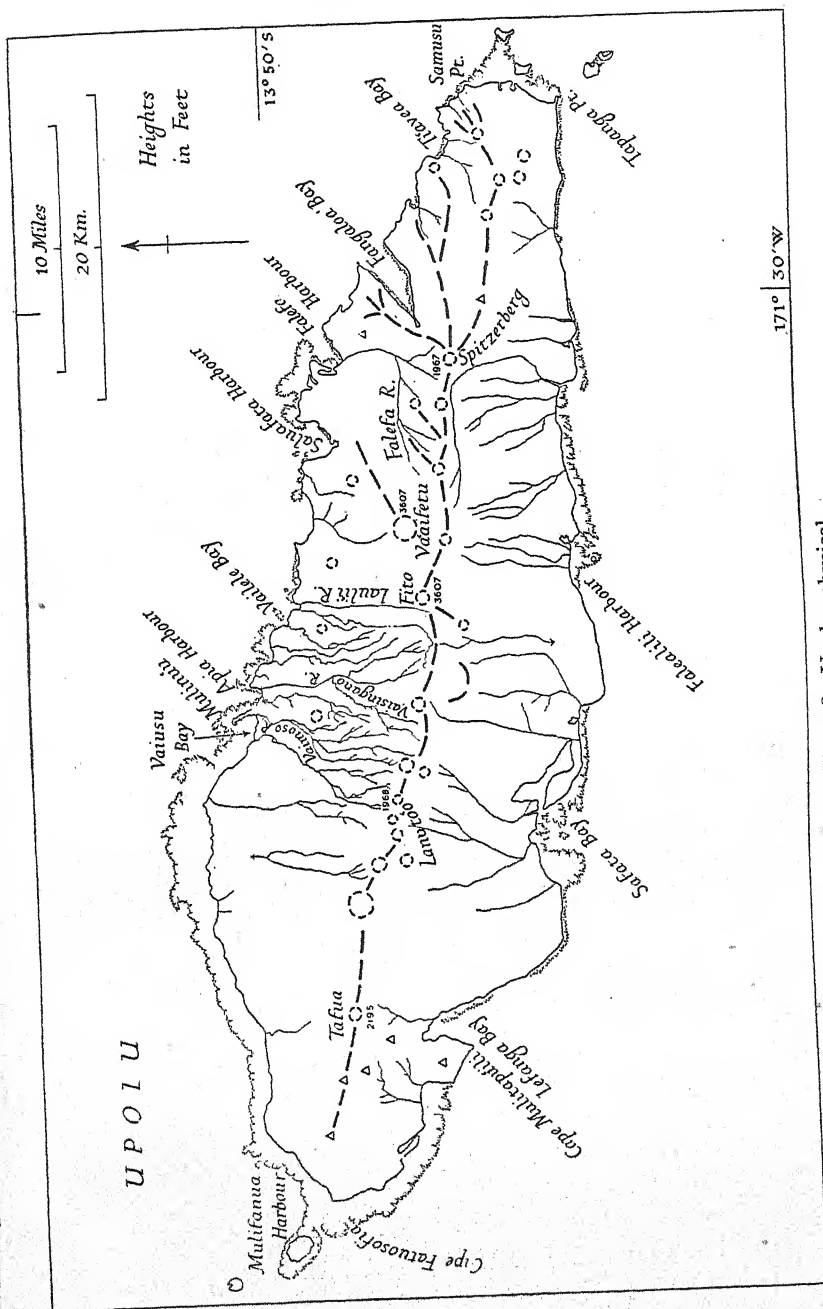 UPOLU
10 Miles
20 Km.
Heights
in Feet
13° 50'S
171° 30'W
Mulifanua
Harbour
Cape Fatuosofia
Vaiusu
Bay
Mulinuu
Apia Harbour
Vailele Bay
Saluafata Harbour
Falefa
Harbour
Fangaloa Bay
Tiavea Bay
Samusu
Pt.
Tapanga Pt.
Vaimoso
R.
Vaisingano
R.
Laulii R.
Fito
3607
3607
Vaaifetu
Falefa R.
1967
Spitzerberg
1968
Lanutoo
Tafua
2195
Cape Mulitapuili
Lefanga Bay
Safata Bay
Falealili Harbour
Upolu: physical